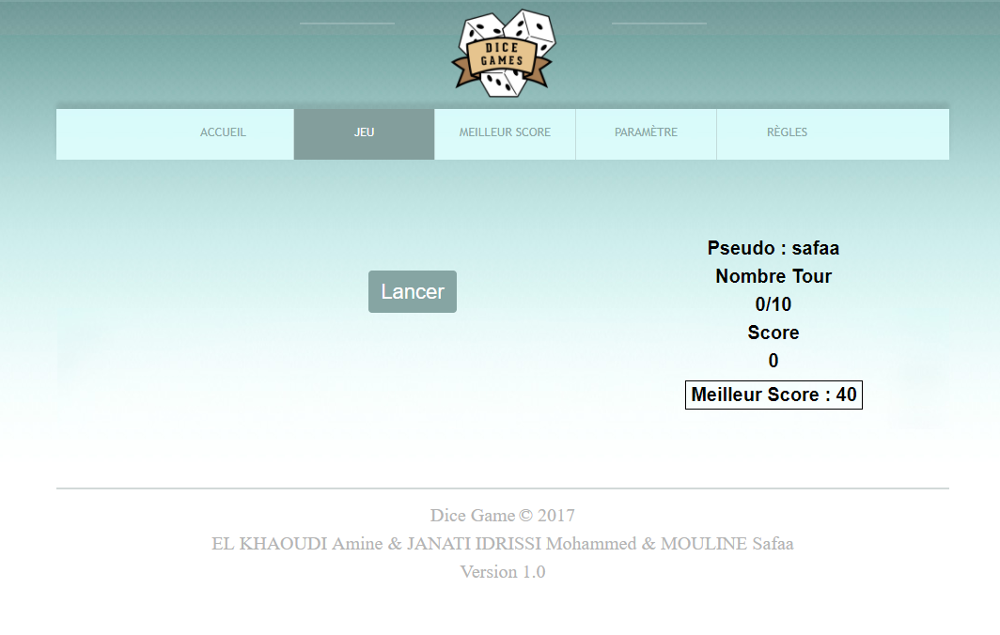 DICE
GAMES
ACCUEIL JEU MEILLEUR SCORE PARAMÈTRE RÈGLES
Lancer
Pseudo : safaa
Nombre Tour
0/10
Score
0
Meilleur Score : 40
Dice Game © 2017
EL KHAOUDI Amine & JANATI IDRISSI Mohammed & MOULINE Safaa
Version 1.0